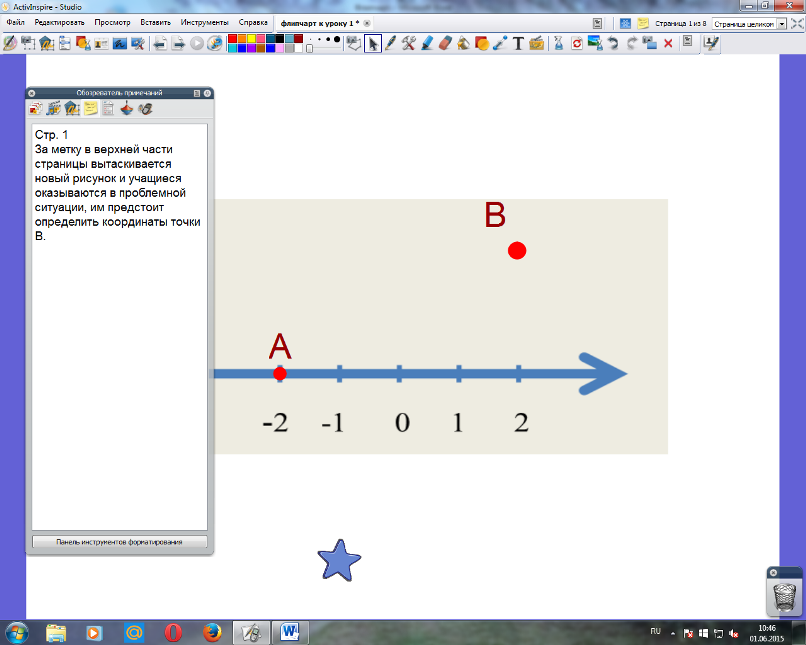 ActivInspire - Studio
Файл Редактировать Просмотр Вставить Инструменты Справка флипчарт к уроку 1 * Страница 1 из 8 Страница целиком
Обозреватель примечаний
Стр. 1
За метку в верхней части
страницы вытаскивается
новый рисунок и учащиеся
оказываются в проблемной
ситуации, им предстоит
определить координаты точки
В.
Панель инструментов форматирования
B
A
-2 -1 0 1 2
RU
10:46
01.06.2015